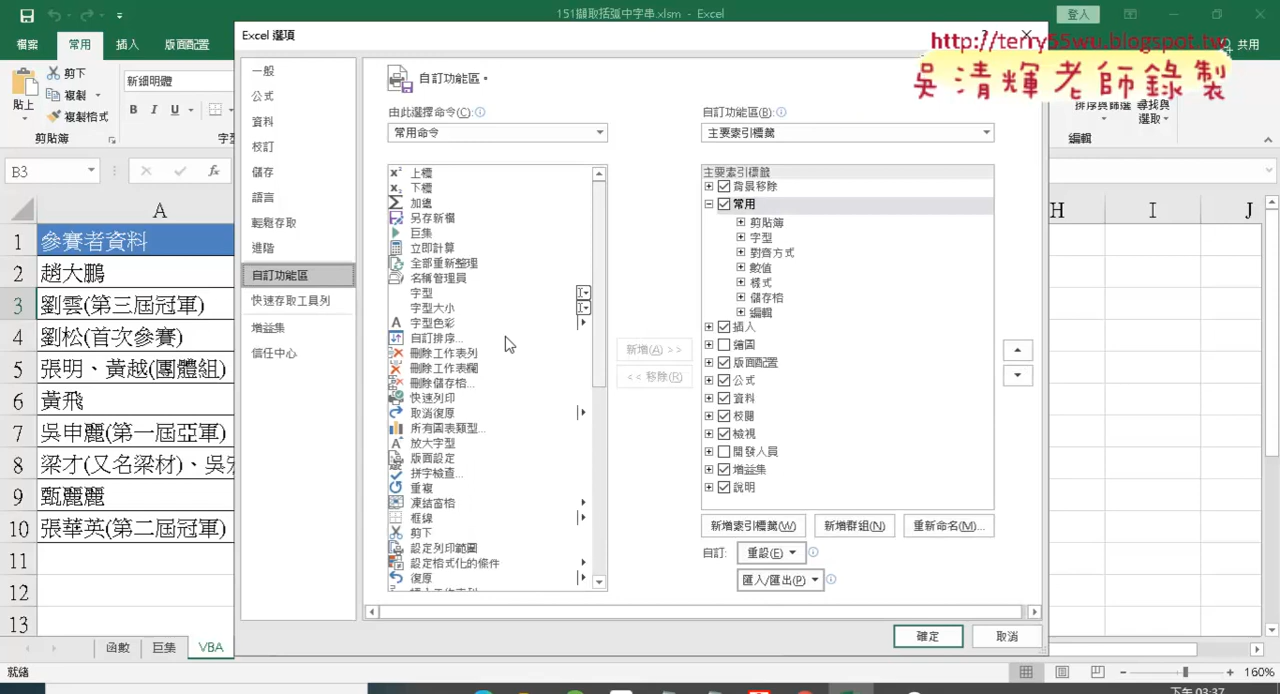 151擷取括弧中字串.xlsm - Excel
登入
檔案
常用
插入
版面配置
共用
http://terry55wu.blogspot.tw
吳清輝老師錄製
貼上
剪下
複製
複製格式
剪貼簿
新細明體
B I U
排序與篩選
尋找與選取
編輯
B3
fx
A
H
I
J
1 參賽者資料
2 趙大鵬
3 劉雲(第三屆冠軍)
4 劉松(首次參賽)
5 張明、黃越(團體組)
6 黃飛
7 吳申麗(第一屆亞軍)
8 梁才(又名梁材)、吳
9 甄麗麗
10 張華英(第二屆冠軍)
11
12
13
函數
巨集
VBA
就緒
160%
下午 03:37
Excel 選項
一般
公式
資料
校訂
儲存
語言
輕鬆存取
進階
自訂功能區
快速存取工具列
增益集
信任中心
自訂功能區。
由此選擇命令(C):
常用命令
上標
下標
加總
另存新檔
巨集
立即計算
全部重新整理
名稱管理員
字型
字型大小
字型色彩
自訂排序...
刪除工作表列
刪除工作表欄
刪除儲存格...
快速列印
取消復原
所有圖表類型...
放大字型
版面設定
拼字檢查...
重複
凍結窗格
框線
剪下
設定列印範圍
設定格式化的條件
復原
新增(A) >>
<< 移除(R)
自訂功能區(B):
主要索引標籤
主要索引標籤
背景移除
常用
剪貼簿
字型
對齊方式
數值
樣式
儲存格
編輯
插入
繪圖
版面配置
公式
資料
校閱
檢視
開發人員
增益集
說明
新增索引標籤(W)
新增群組(N)
重新命名(M)...
自訂:
重設(E)
匯入/匯出(P)
確定
取消